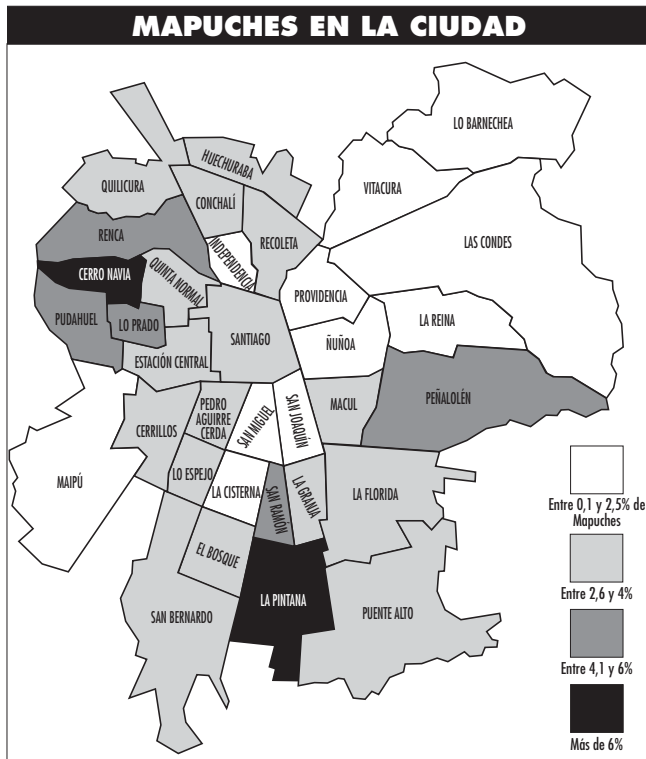 MAPUCHES EN LA CIUDAD
LO BARNECHEA
HUECHURABA
QUILICURA
VITACURA
CONCHALÍ
RENCA
RECOLETA
LAS CONDES
INDEPENDENCIA
CERRO NAVIA
QUINTA NORMAL
PROVIDENCIA
PUDAHUEL
LO PRADO
LA REINA
SANTIAGO
ÑUÑOA
ESTACIÓN CENTRAL
PEÑALOLÉN
MACUL
PEDRO
AGUIRRE
CERDA
SAN MIGUEL
SAN JOAQUÍN
CERRILLOS
MAIPÚ
LO ESPEJO
LA CISTERNA
SAN RAMÓN
LA GRANJA
LA FLORIDA
Entre 0,1 y 2,5% de
Mapuches
EL BOSQUE
LA PINTANA
SAN BERNARDO
PUENTE ALTO
Entre 2,6 y 4%
Entre 4,1 y 6%
Más de 6%